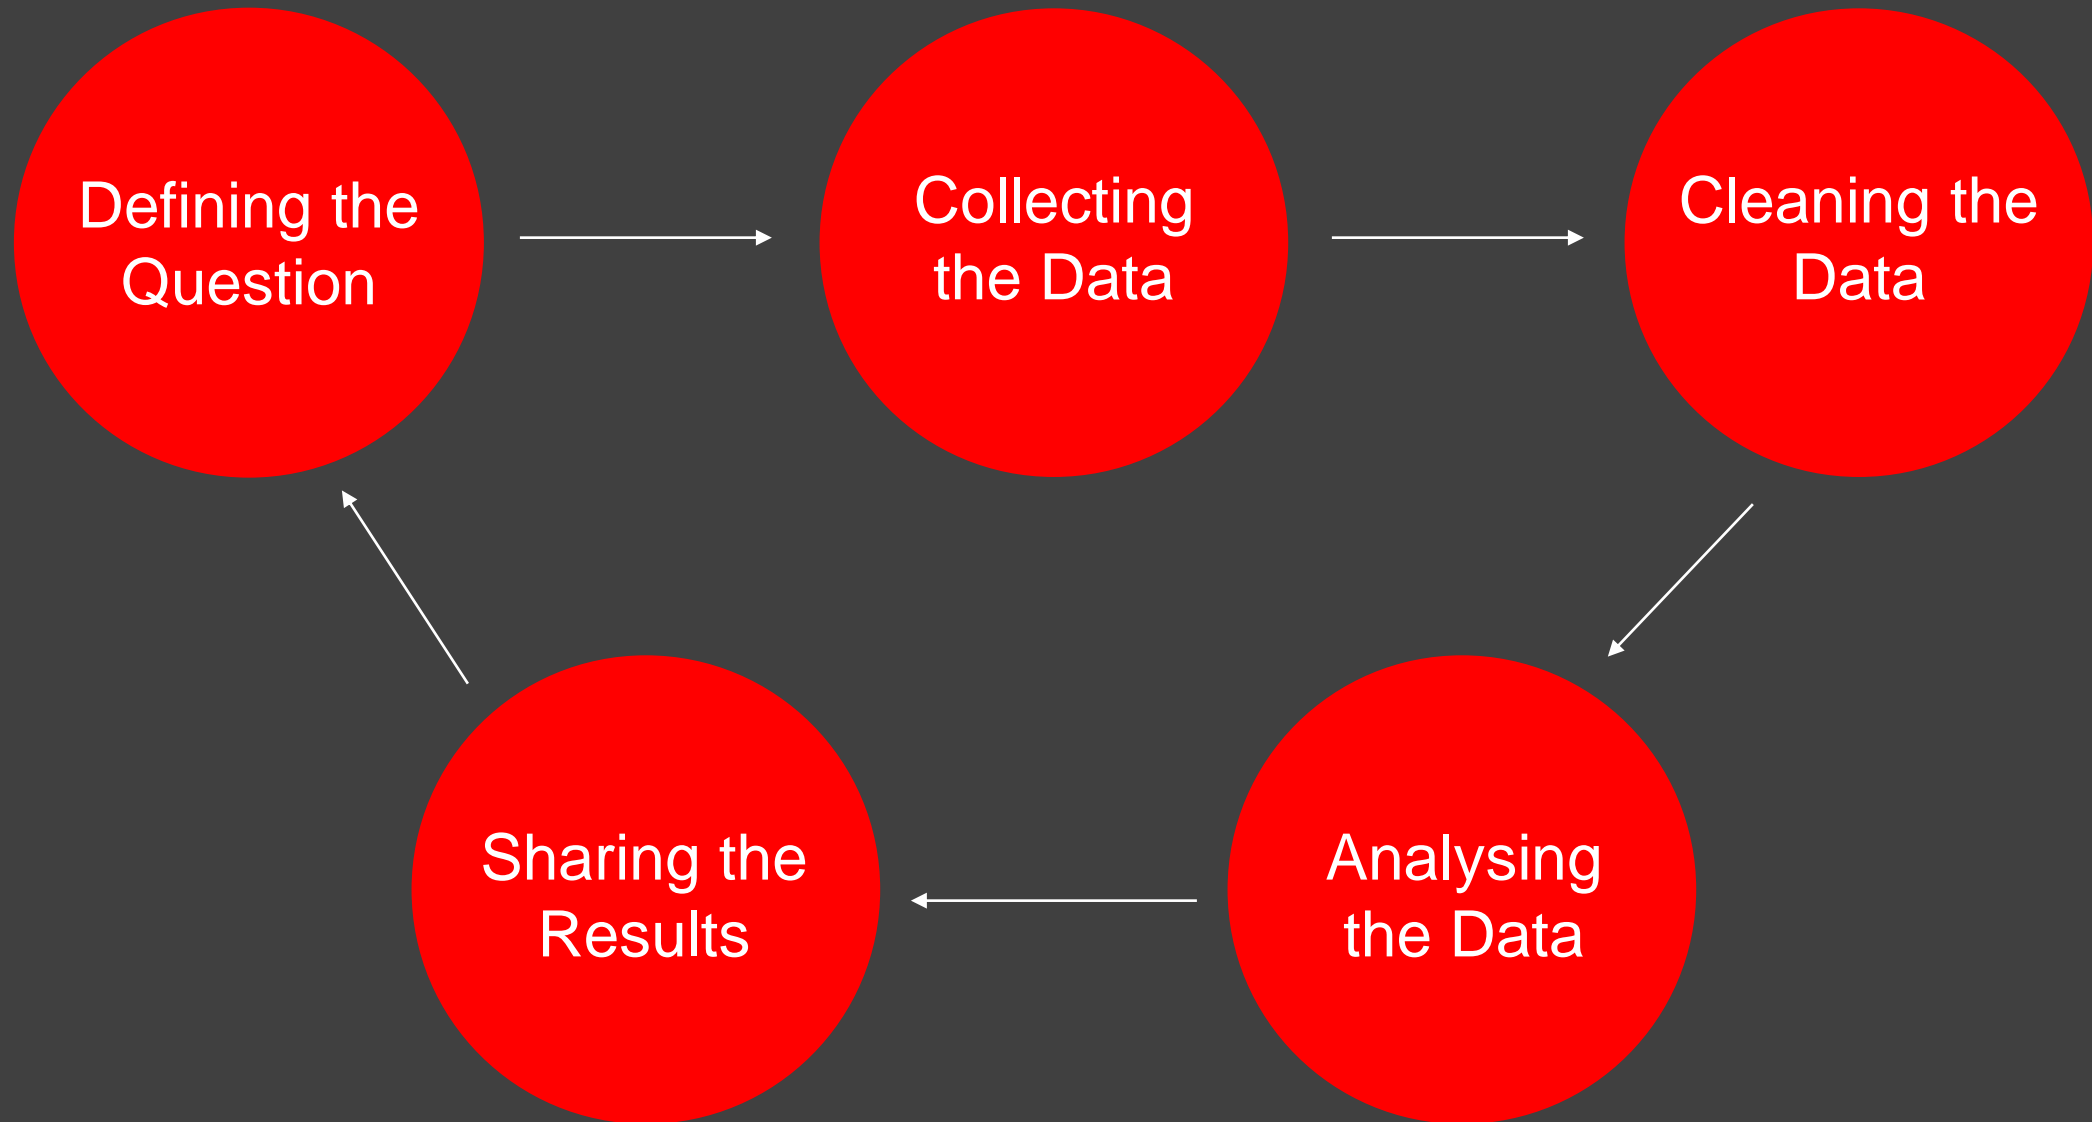 Defining the
Question
Collecting
the Data
Cleaning the
Data
Analysing
the Data
Sharing the
Results